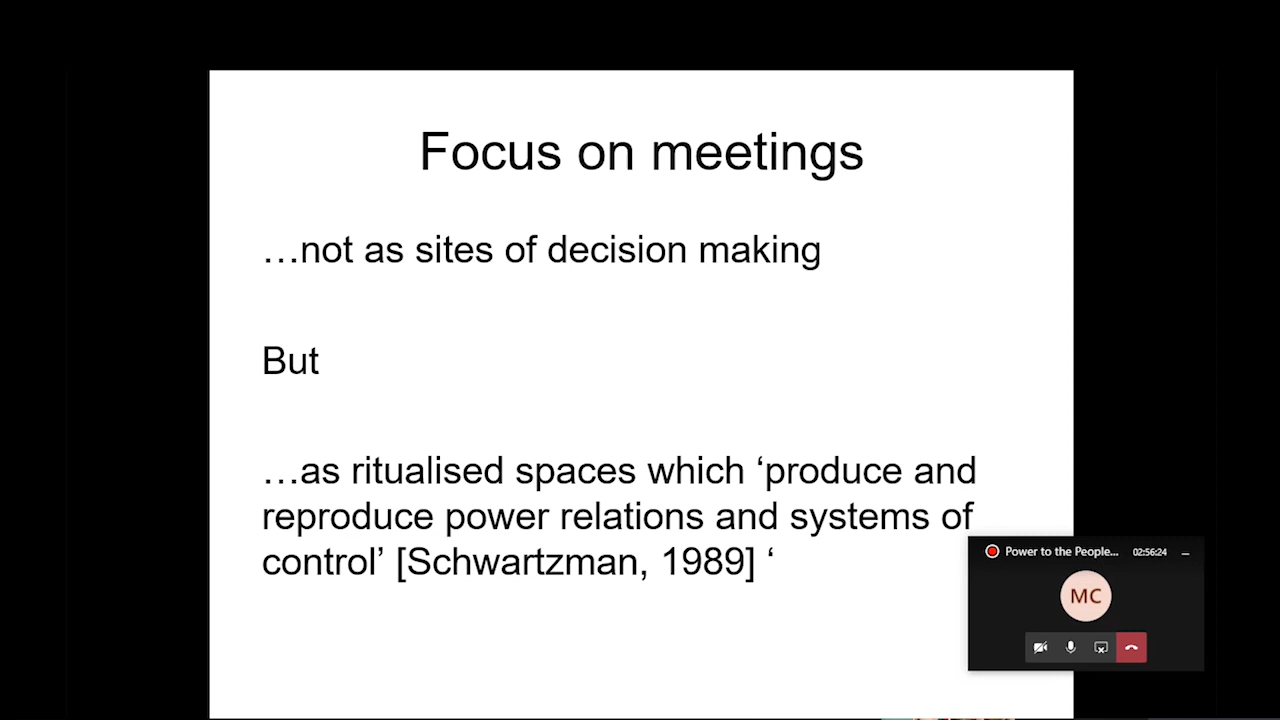 Focus on meetings
…not as sites of decision making
But
…as ritualised spaces which ‘produce and
reproduce power relations and systems of
control’ [Schwartzman, 1989] ‘
Power to the People... 02:56:24
MC